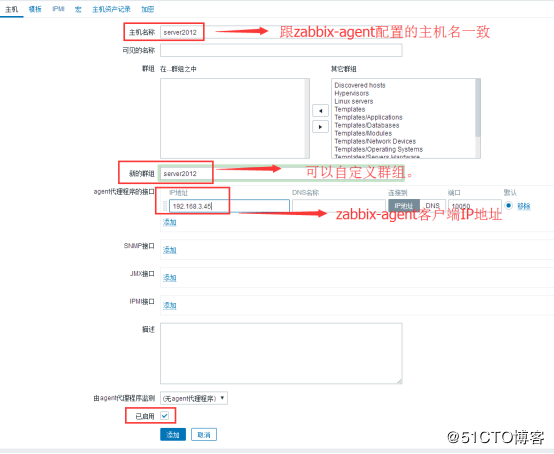 主机 模板 IPMI 宏 主机资产记录 加密
主机名称 server2012 跟zabbix-agent配置的主机名一致
可见的名称
群组 在...群组之中 其它群组
Discovered hosts
Hypervisors
Linux servers
Templates
Templates/Applications
Templates/Databases
Templates/Modules
Templates/Network Devices
Templates/Operating Systems
Templates/Servers Hardware
新的群组 server2012 可以自定义群组。
agent代理程序的接口 IP地址 DNS名称 连接到 端口 默认
192.168.3.45 IP地址 DNS 10050 移除
添加 zabbix-agent客户端IP地址
SNMP接口 添加
JMX接口 添加
IPMI接口 添加
描述
由agent代理程序监测 (无agent代理程序)
已启用
添加 取消
@51CTO博客